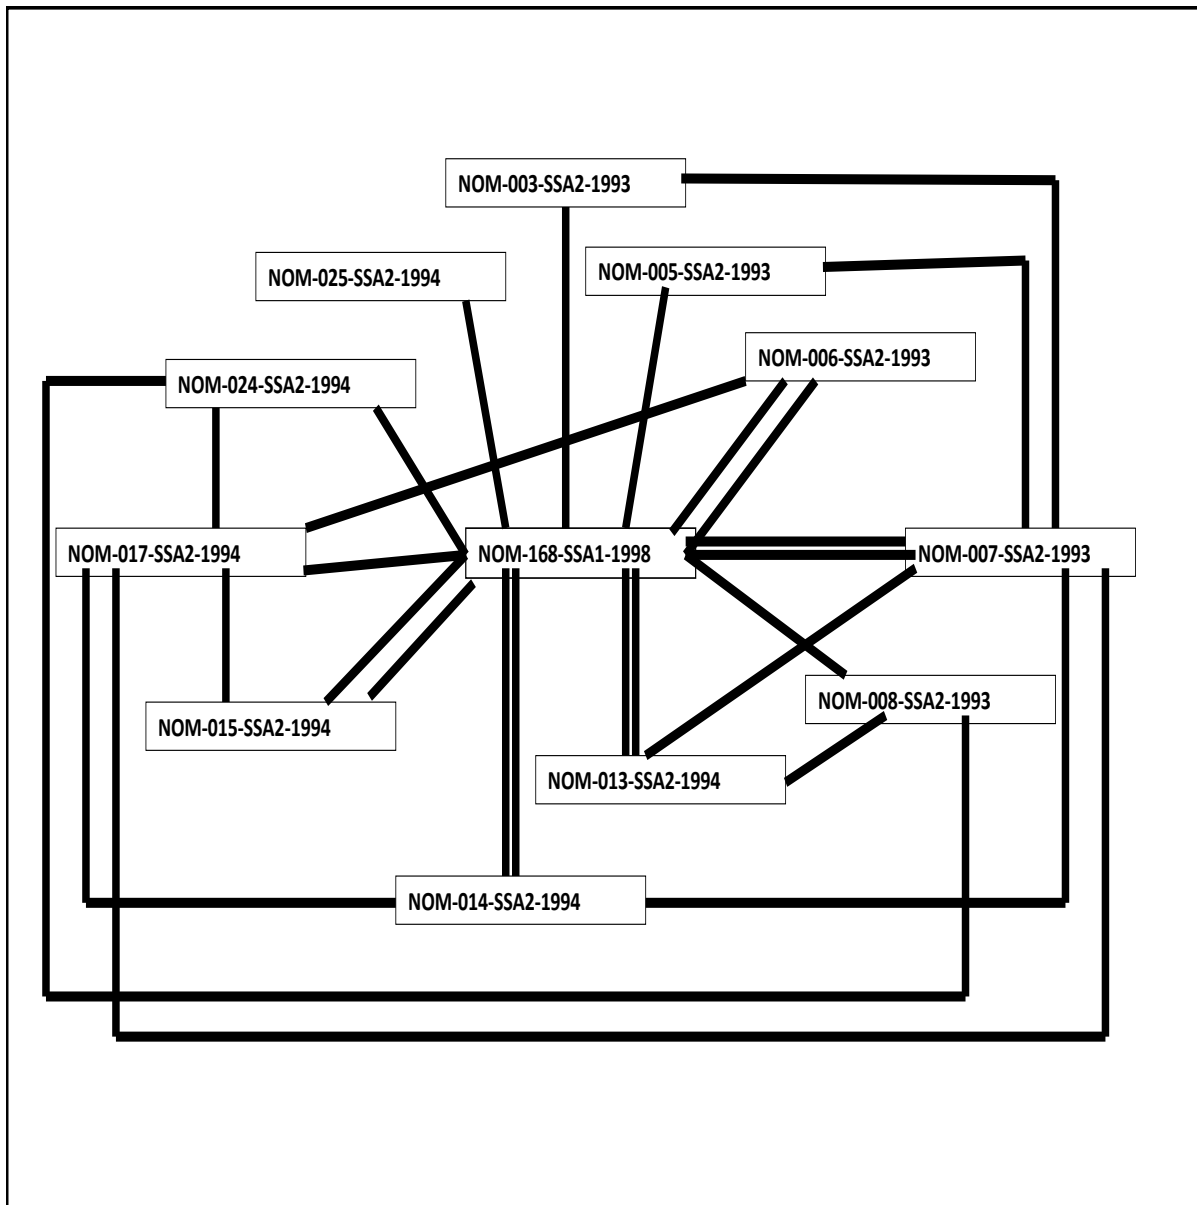 NOM-003-SSA2-1993
NOM-025-SSA2-1994
NOM-005-SSA2-1993
NOM-006-SSA2-1993
NOM-024-SSA2-1994
NOM-017-SSA2-1994
NOM-168-SSA1-1998
NOM-007-SSA2-1993
NOM-008-SSA2-1993
NOM-015-SSA2-1994
NOM-013-SSA2-1994
NOM-014-SSA2-1994